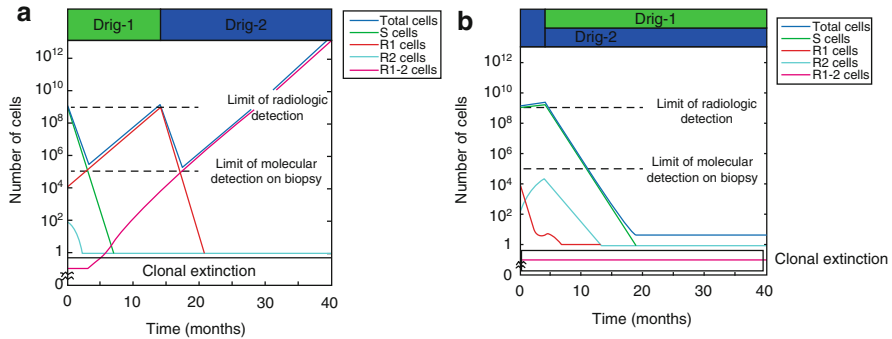 a
Drig-1
Drig-2
Total cells
S cells
R1 cells
R2 cells
R1-2 cells
Number of cells
10^12
10^10
10^8
10^6
10^4
10^2
1
0
Limit of radiologic
detection
Limit of molecular
detection on biopsy
Clonal extinction
0
10
20
30
40
Time (months)
b
Drig-1
Drig-2
Total cells
S cells
R1 cells
R2 cells
R1-2 cells
Number of cells
10^12
10^10
10^8
10^6
10^4
10^2
1
0
Limit of radiologic
detection
Limit of molecular
detection on biopsy
Clonal extinction
0
10
20
30
40
Time (months)